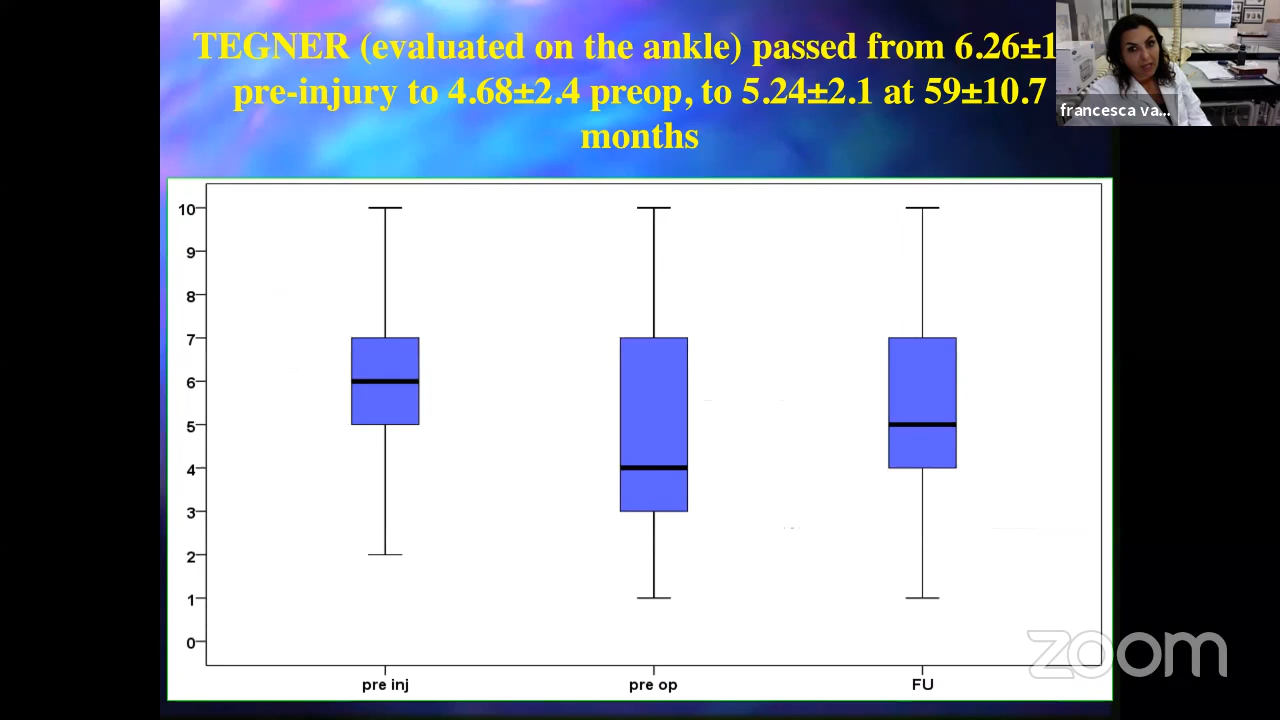 TEGNER (evaluated on the ankle) passed from 6.26±1
pre-injury to 4.68±2.4 preop, to 5.24±2.1 at 59±10.7
months
francesca va...
10
9
8
7
6
5
4
3
2
1
0
pre inj
pre op
FU
zoom